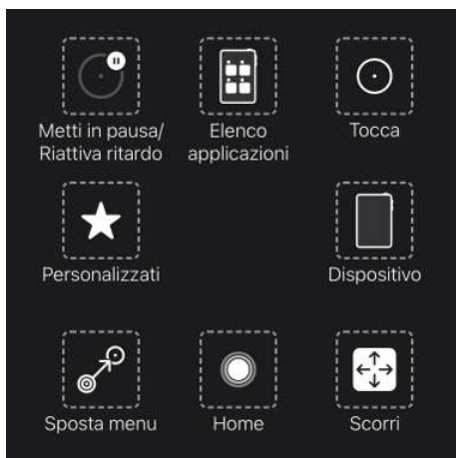 Metti in pausa/
Riattiva ritardo
Elenco
applicazioni
Tocca
Personalizzati
Dispositivo
Sposta menu
Home
Scorri